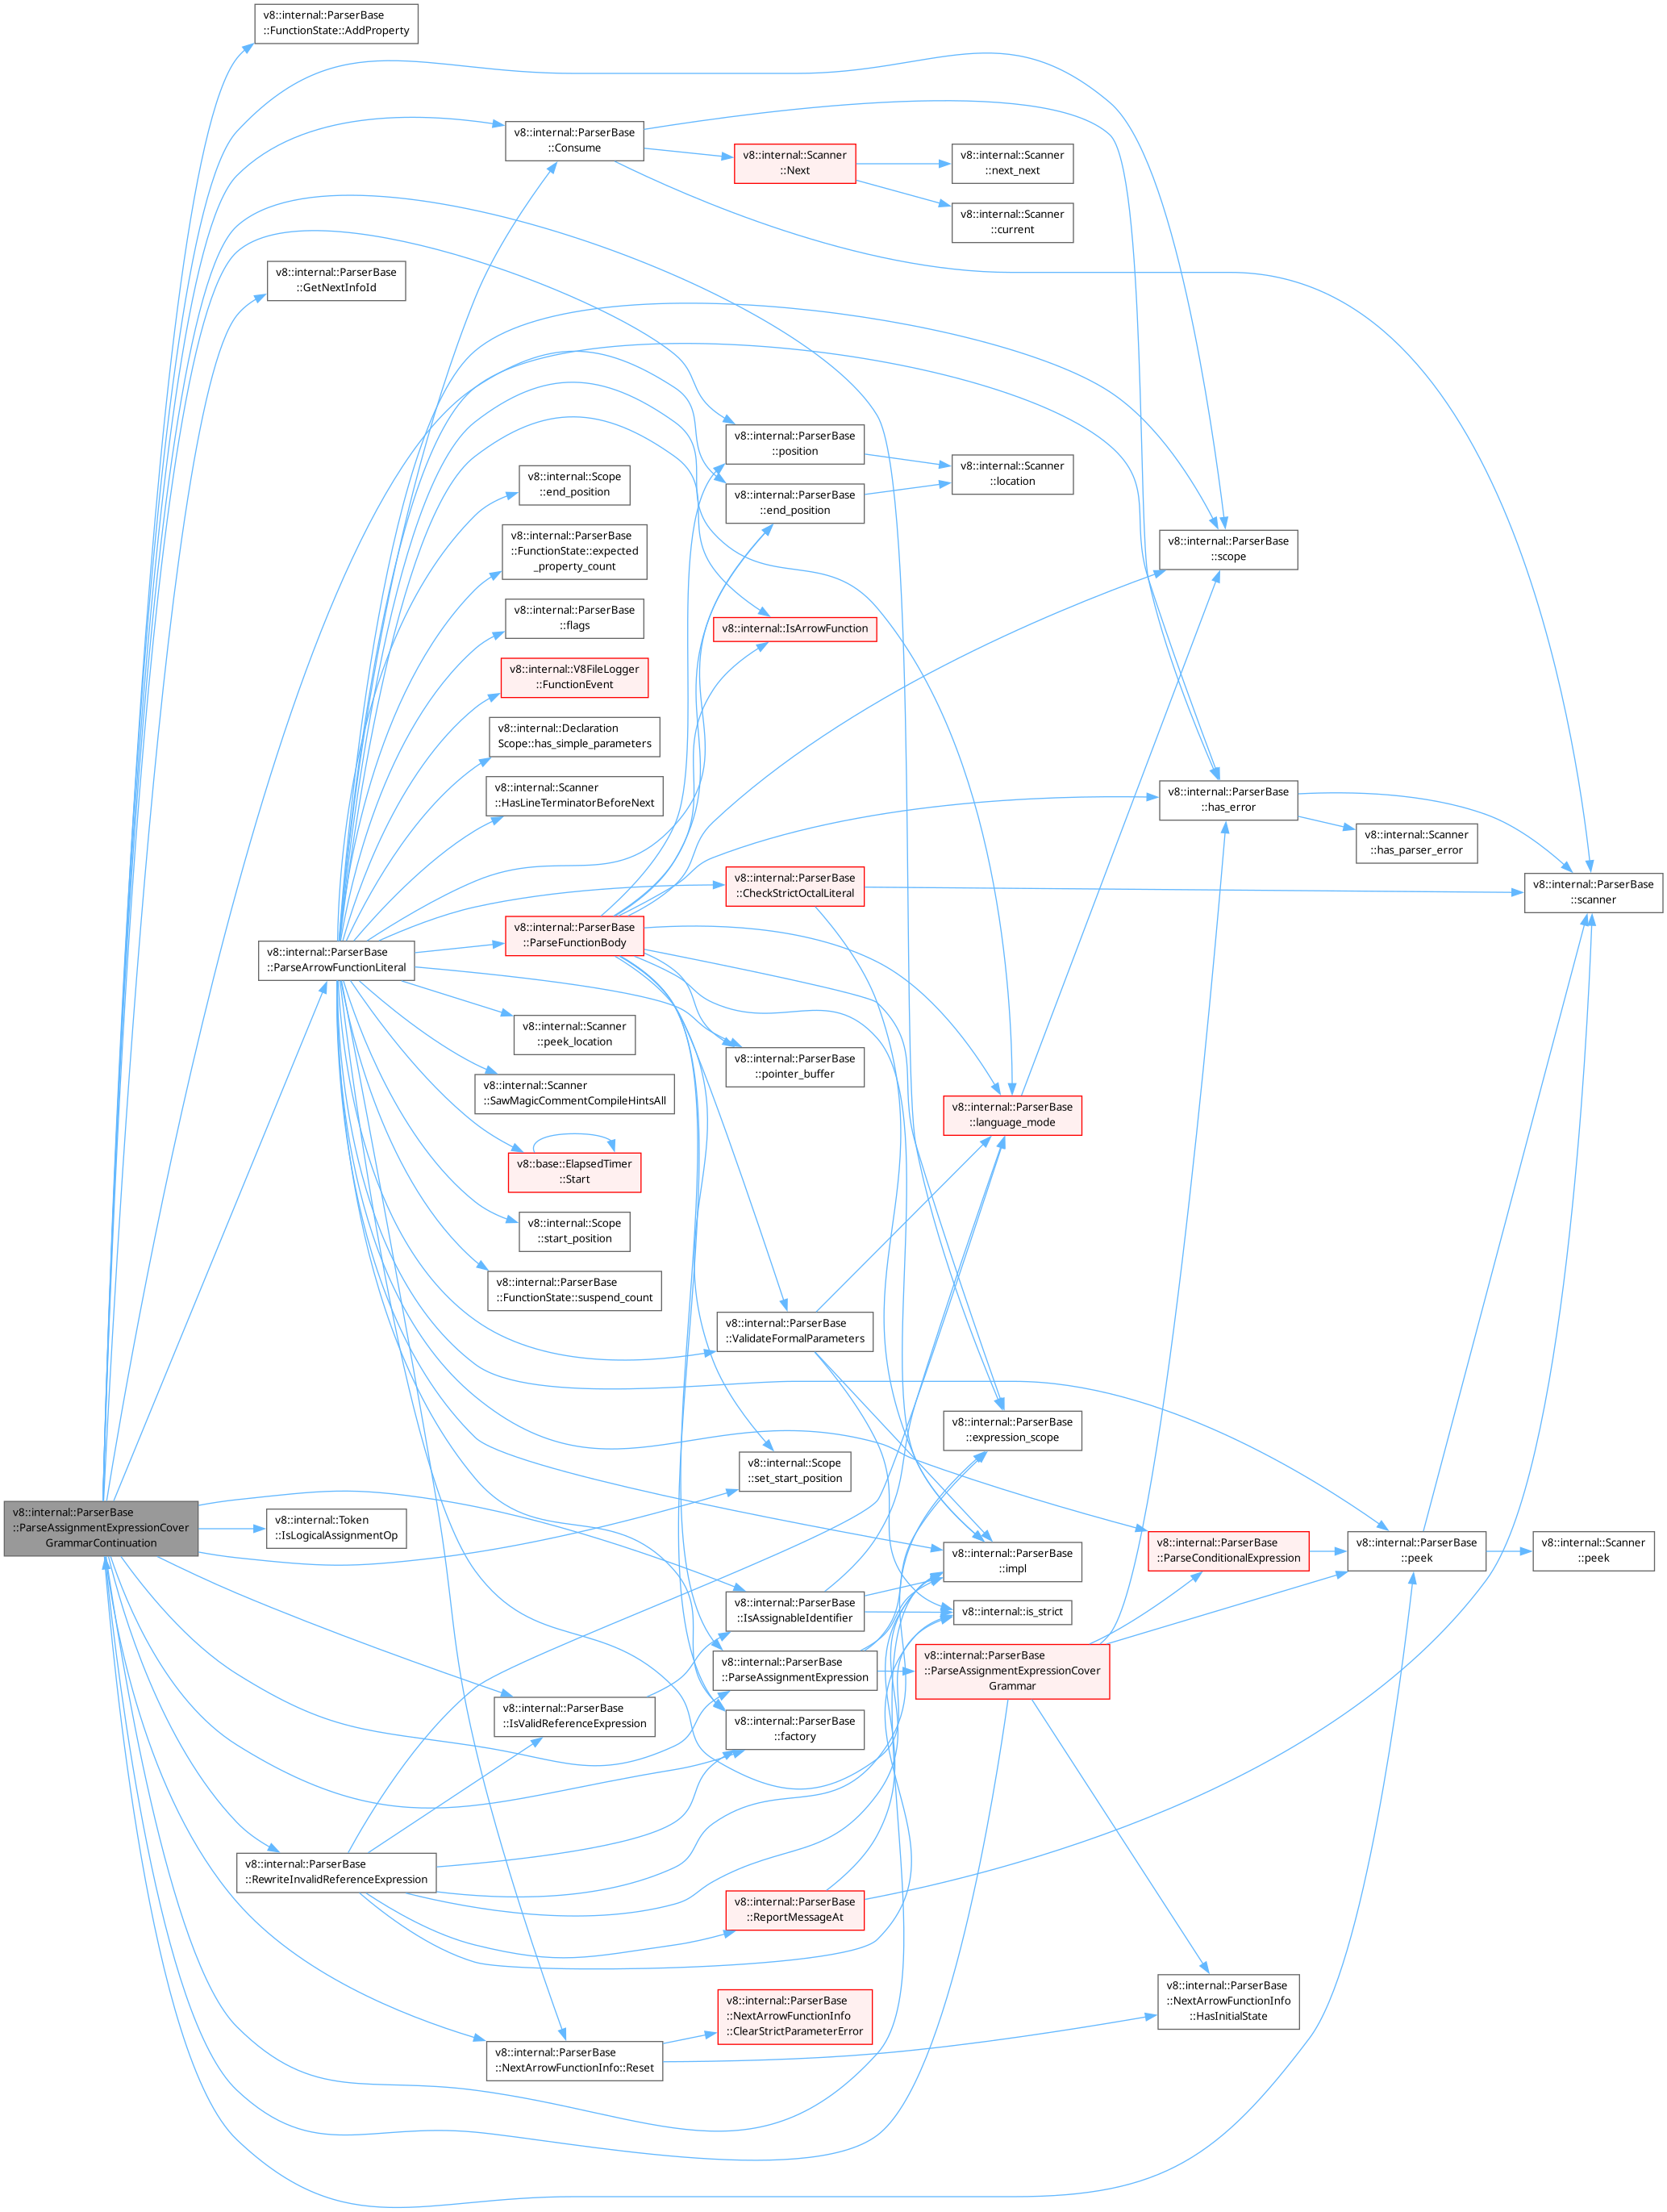 v8::internal::ParserBase
::FunctionState::AddProperty
v8::internal::ParserBase
::Consume
v8::internal::Scanner
::Next
v8::internal::Scanner
::next_next
v8::internal::Scanner
::current
v8::internal::ParserBase
::GetNextInfoId
v8::internal::ParserBase
::position
v8::internal::Scanner
::location
v8::internal::Scope
::end_position
v8::internal::ParserBase
::end_position
v8::internal::ParserBase
::FunctionState::expected
_property_count
v8::internal::ParserBase
::scope
v8::internal::ParserBase
::flags
v8::internal::IsArrowFunction
v8::internal::V8FileLogger
::FunctionEvent
v8::internal::Declaration
Scope::has_simple_parameters
v8::internal::Scanner
::HasLineTerminatorBeforeNext
v8::internal::ParserBase
::has_error
v8::internal::Scanner
::has_parser_error
v8::internal::ParserBase
::CheckStrictOctalLiteral
v8::internal::ParserBase
::scanner
v8::internal::ParserBase
::ParseFunctionBody
v8::internal::ParserBase
::ParseArrowFunctionLiteral
v8::internal::Scanner
::peek_location
v8::internal::ParserBase
::pointer_buffer
v8::internal::Scanner
::SawMagicCommentCompileHintsAll
v8::internal::ParserBase
::language_mode
v8::base::ElapsedTimer
::Start
v8::internal::Scope
::start_position
v8::internal::ParserBase
::FunctionState::suspend_count
v8::internal::ParserBase
::ValidateFormalParameters
v8::internal::ParserBase
::expression_scope
v8::internal::Scope
::set_start_position
v8::internal::ParserBase
::ParseAssignmentExpressionCover
GrammarContinuation
v8::internal::Token
::IsLogicalAssignmentOp
v8::internal::ParserBase
::impl
v8::internal::ParserBase
::ParseConditionalExpression
v8::internal::ParserBase
::peek
v8::internal::Scanner
::peek
v8::internal::ParserBase
::IsAssignableIdentifier
v8::internal::is_strict
v8::internal::ParserBase
::ParseAssignmentExpression
v8::internal::ParserBase
::ParseAssignmentExpressionCover
Grammar
v8::internal::ParserBase
::IsValidReferenceExpression
v8::internal::ParserBase
::factory
v8::internal::ParserBase
::RewriteInvalidReferenceExpression
v8::internal::ParserBase
::ReportMessageAt
v8::internal::ParserBase
::NextArrowFunctionInfo
::HasInitialState
v8::internal::ParserBase
::NextArrowFunctionInfo
::ClearStrictParameterError
v8::internal::ParserBase
::NextArrowFunctionInfo::Reset